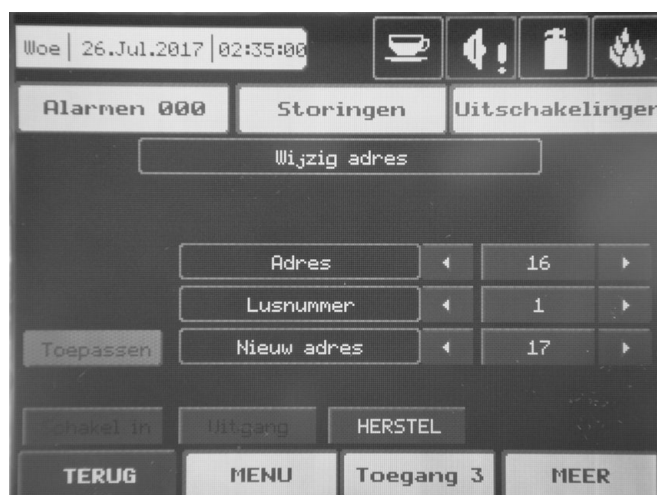 Woe 26.Jul.2017 02:35:00
Alarmen 000 Storingen Uitschakelingen
Wijzig adres
Adres 16
Lusnummer 1
Toepassen Nieuw adres 17
Schakel in Uitgang HERSTEL
TERUG MENU Toegang 3 MEER